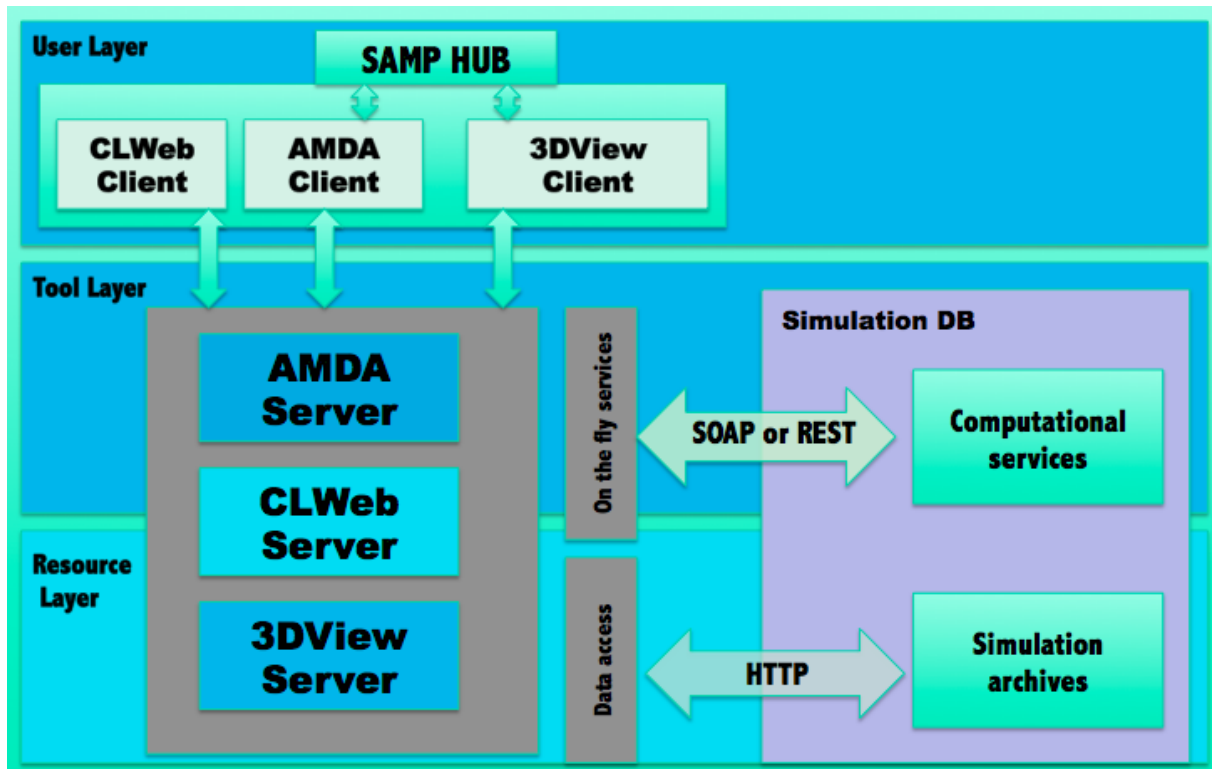 User Layer
SAMP HUB
CLWeb
Client
AMDA
Client
3DView
Client
Tool Layer
AMDA
Server
CLWeb
Server
On the fly services
Simulation DB
SOAP or REST
Computational
services
Resource
Layer
3DView
Server
Data access
HTTP
Simulation
archives